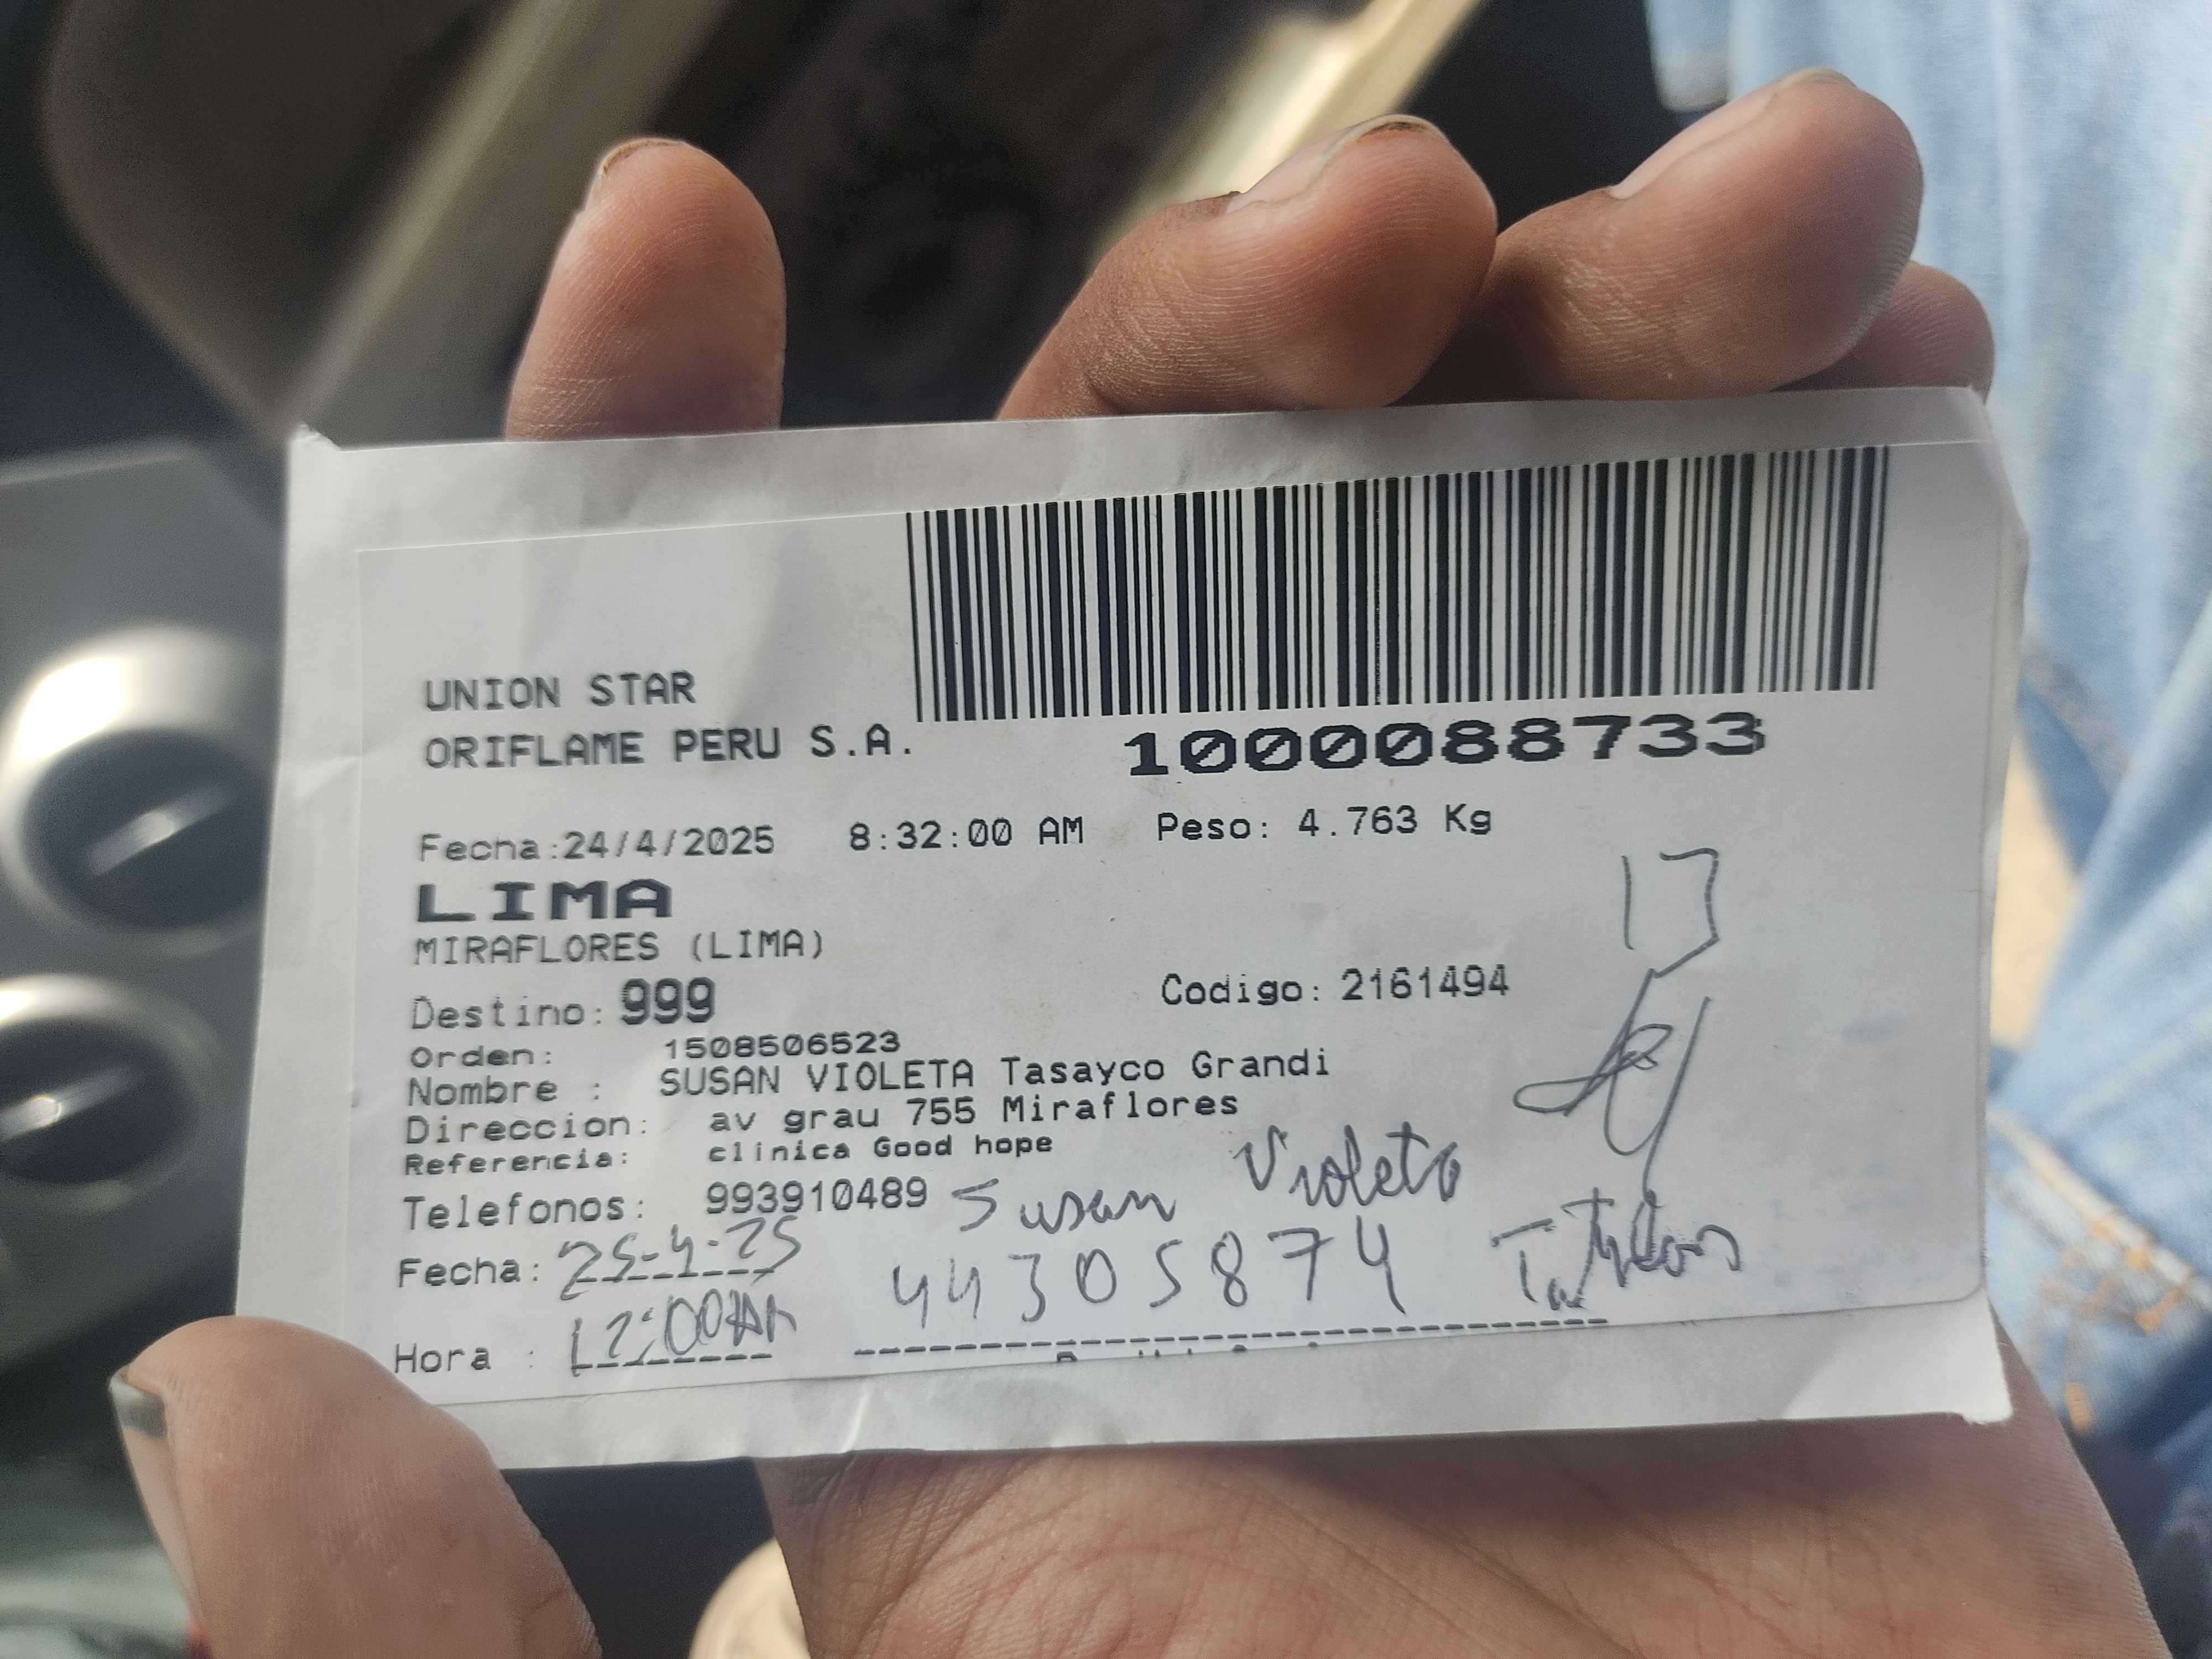 UNION STAR
ORIFLAME PERU S.A.
1000088733
Fecha:24/4/2025 8:32:00 AM Peso: 4.763 Kg
LIMA
MIRAFLORES (LIMA)
Destino: 999 Codigo: 2161494
Orden: 1508506523
Nombre : SUSAN VIOLETA Tasayco Grandi
Direccion: av grau 755 Miraflores
Referencia: clinica Good hope
Telefonos: 993910489 Susan Violeta
Fecha: 25-4-25 44305874
Hora : 12:00